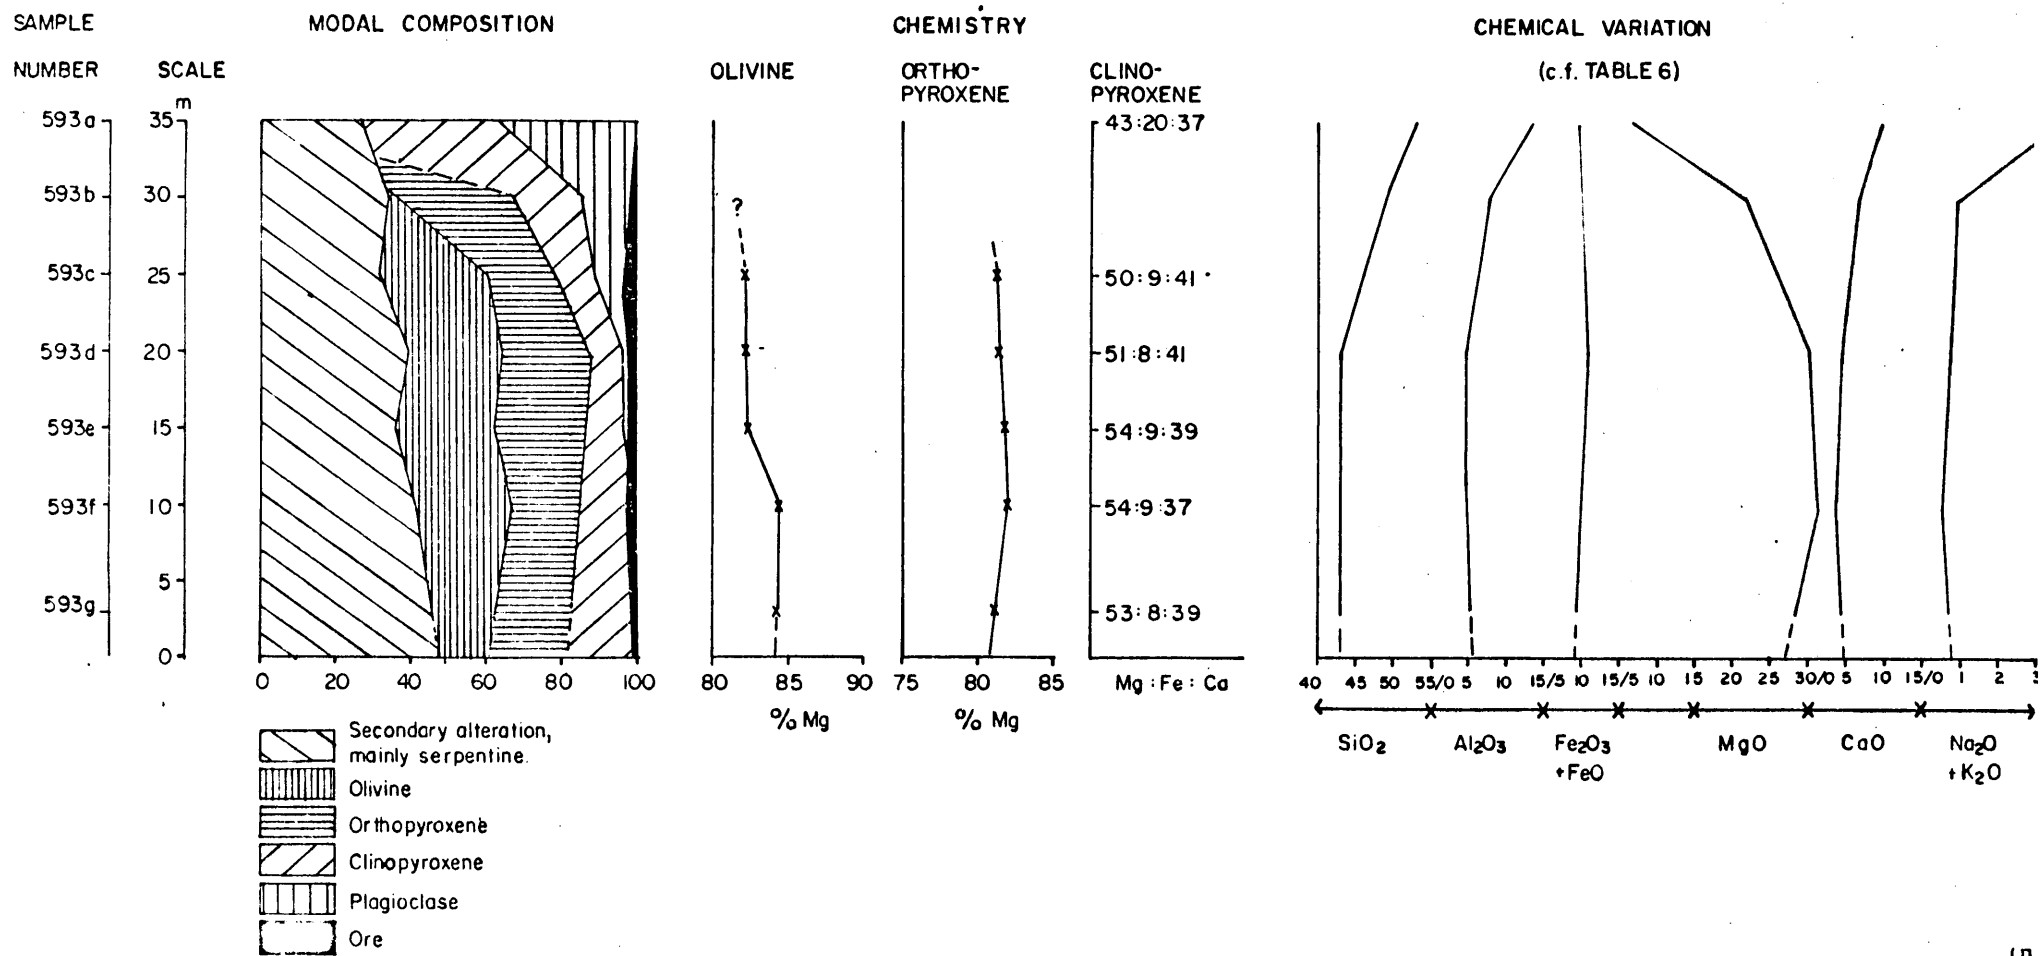 SAMPLE
NUMBER
SCALE
m
MODAL COMPOSITION
CHEMISTRY
OLIVINE
ORTHO-
PYROXENE
CLINO-
PYROXENE
CHEMICAL VARIATION
(c.f. TABLE 6)
593a
593b
593c
593d
593e
593f
593g
35
30
25
20
15
10
5
0
0 20 40 60 80 100
?
80 85 90
% Mg
75 80 85
% Mg
43:20:37
50:9:41
51:8:41
54:9:39
54:9:37
53:8:39
Mg:Fe:Ca
40 45 50 55/0 5 10 15/5 10 15/5 10 15 20 25 30/0 5 10 15/0 1 2 3
SiO2 Al2O3 Fe2O3 MgO CaO Na2O
+FeO +K2O
Secondary alteration,
mainly serpentine.
Olivine
Orthopyroxene
Clinopyroxene
Plagioclase
Ore